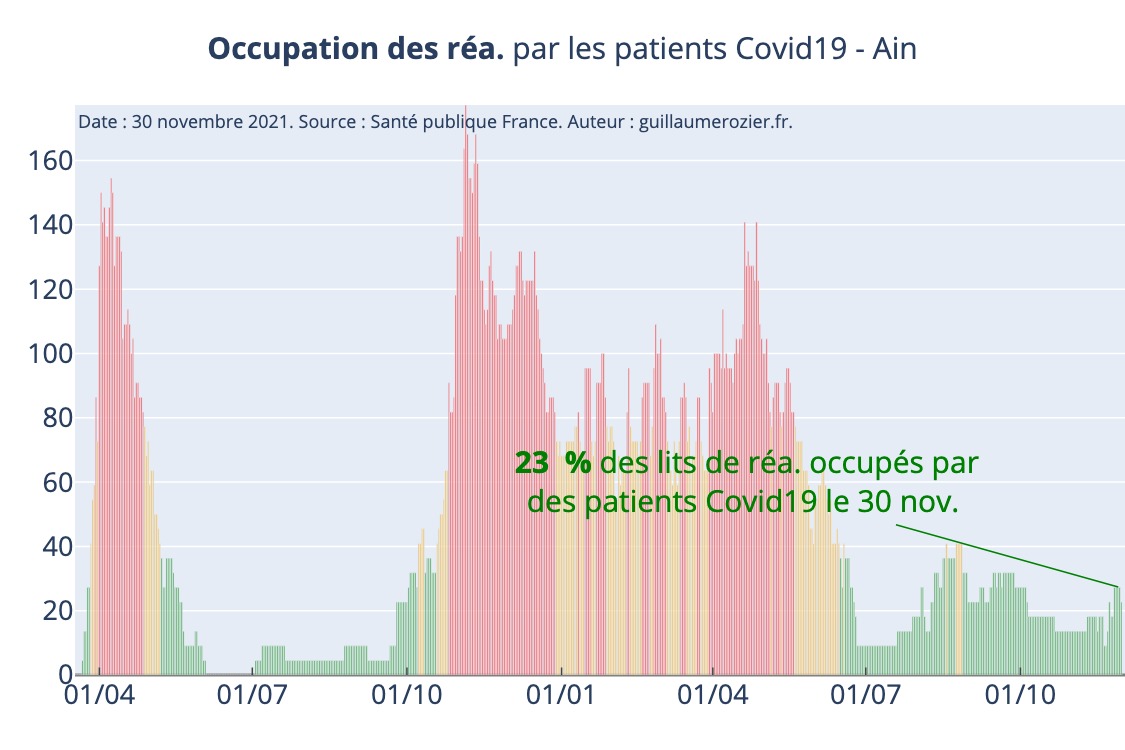 Occupation des réa. par les patients Covid19 - Ain
Date : 30 novembre 2021. Source : Santé publique France. Auteur : guillaumerozier.fr.
160
140
120
100
80
60
40
20
0
23 % des lits de réa. occupés par
des patients Covid19 le 30 nov.
01/04 01/07 01/10 01/01 01/04 01/07 01/10